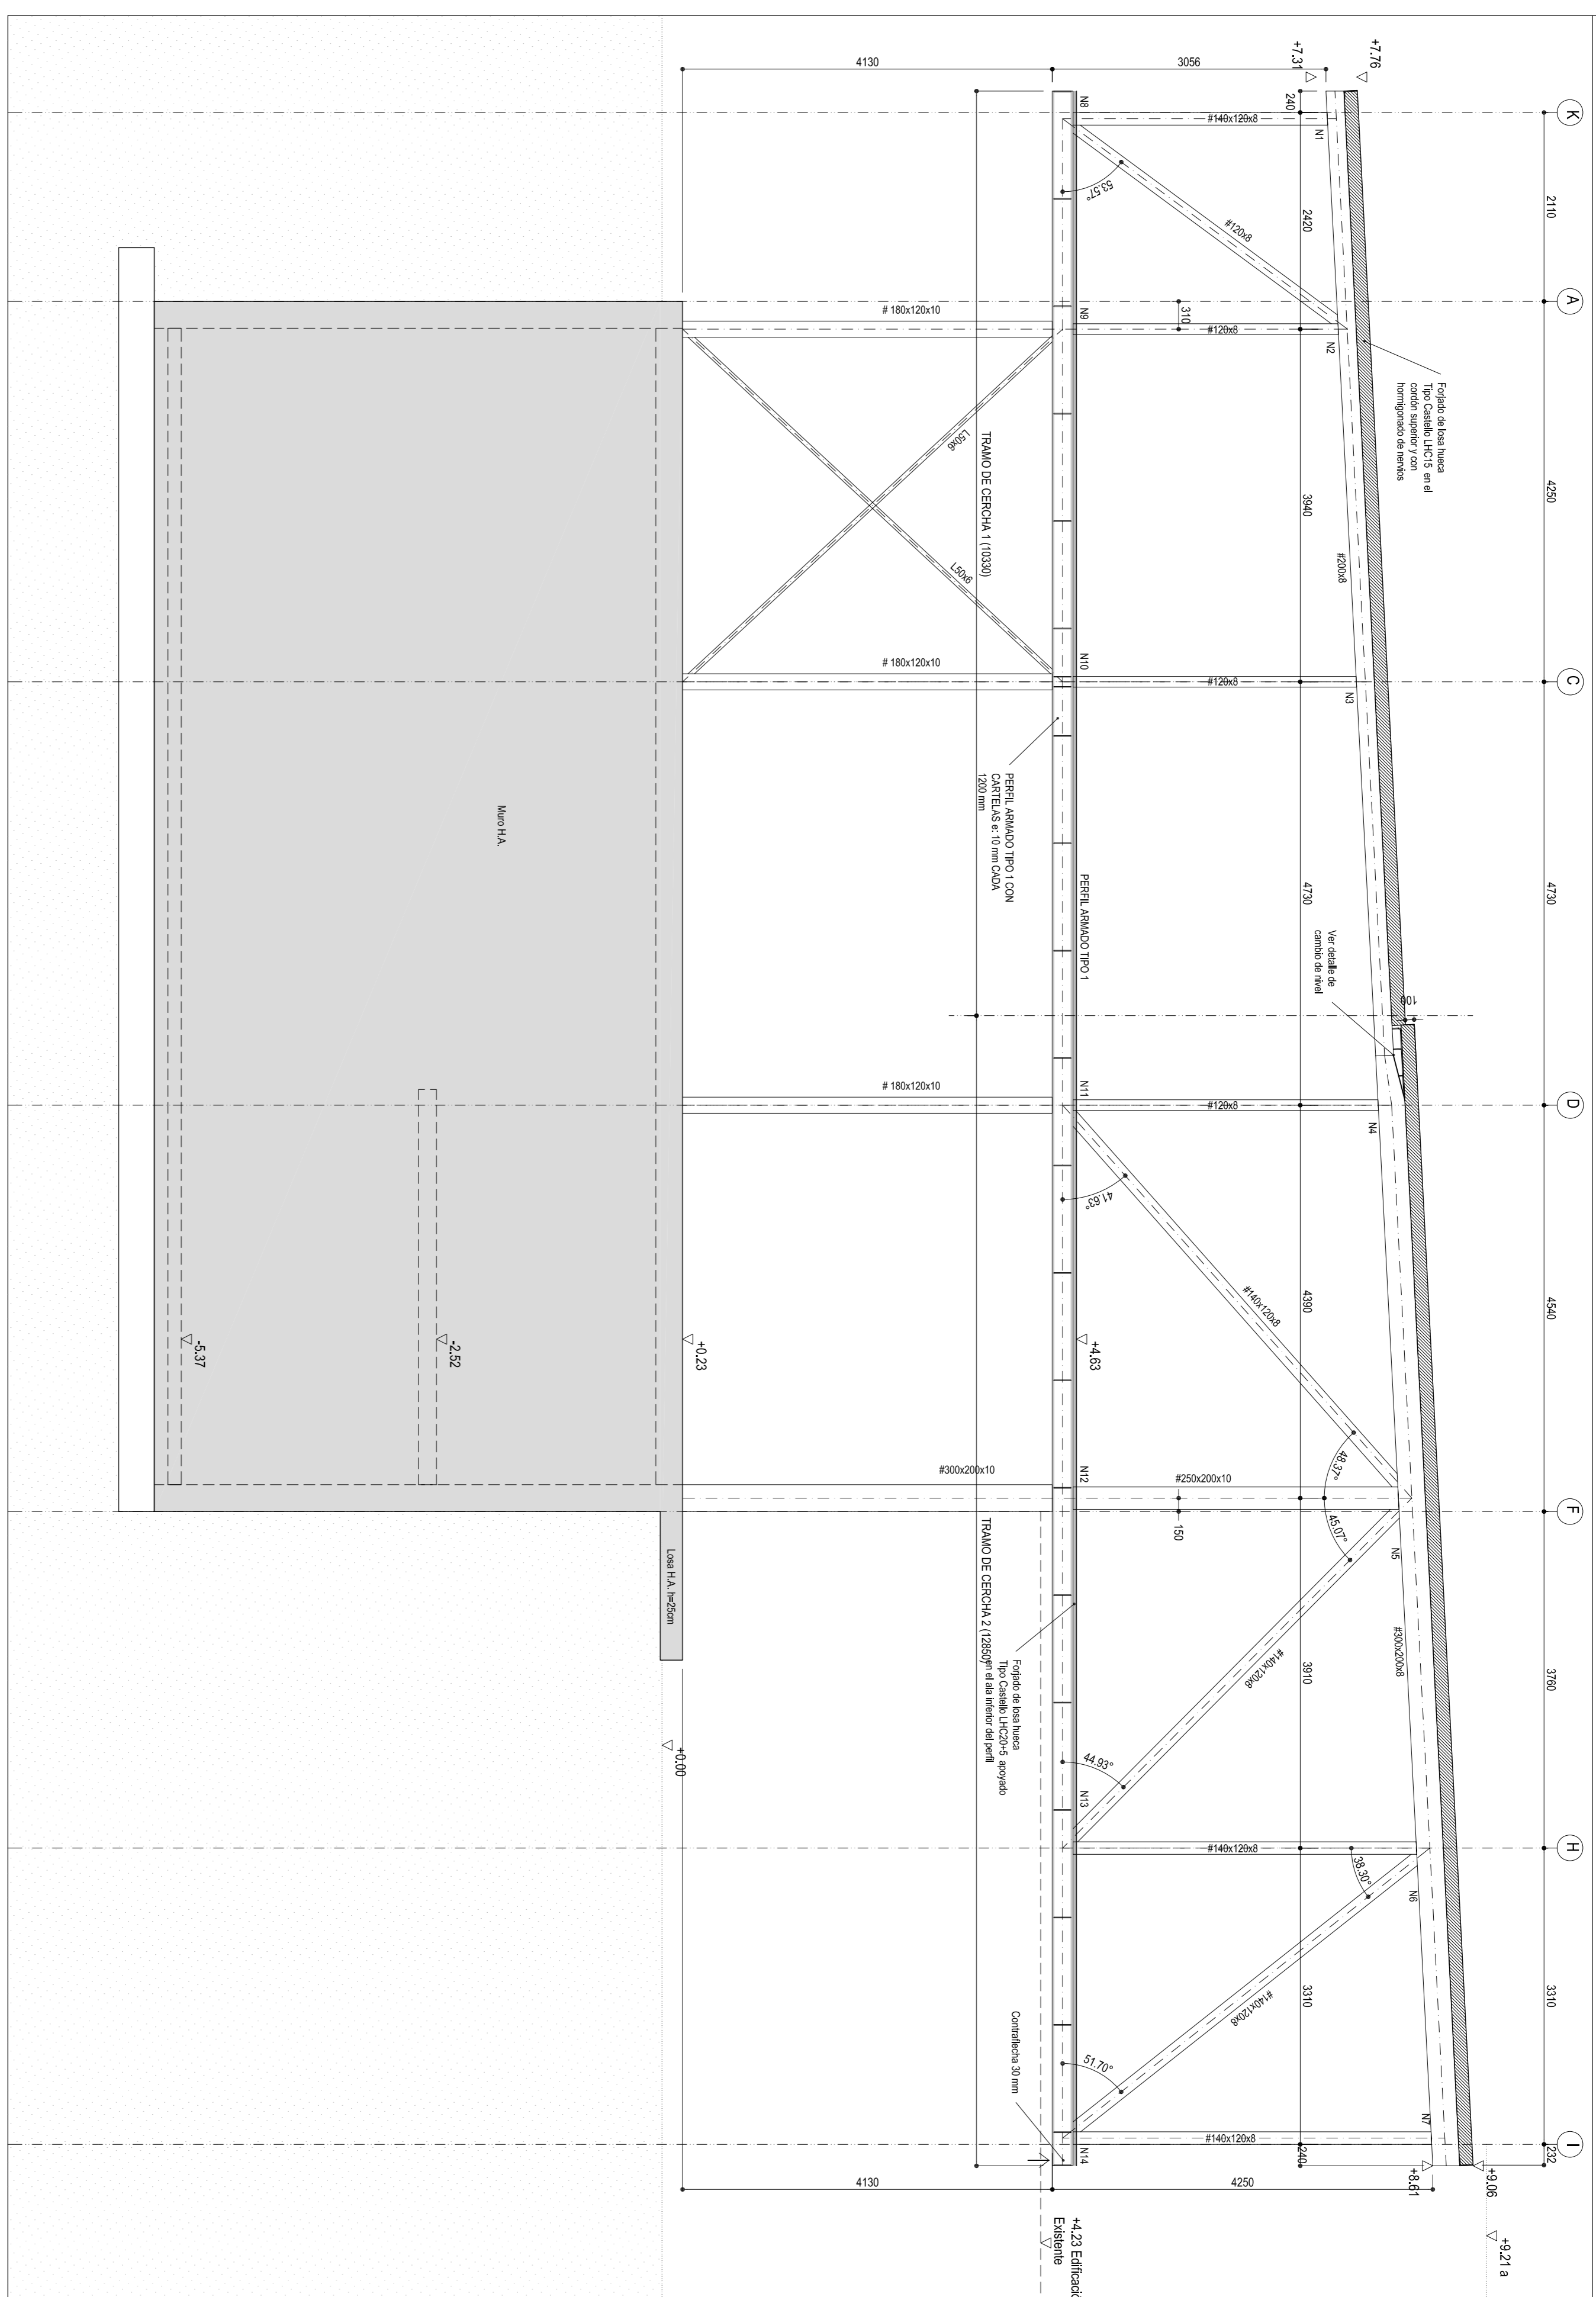 K
A
C
D
F
H
I
2110
4250
4730
4540
3760
3310
232
+7.76
+7.31
+9.06
+8.61
+9.21 a
240
2420
3940
4730
4390
3910
3310
240
3056
4130
4250
4130
310
150
100
Forjado de losa hueca
Tipo Castello LHC15 en el
cordón superior y con
hormigonado de nervios
Ver detalle de
cambio de nivel
#200x8
#300x200x8
N1
N2
N3
N4
N5
N6
N7
#140x120x8
#120x8
#120x8
#120x8
#120x8
#140x120x8
#250x200x10
#140x120x8
#140x120x8
#140x120x8
#140x120x8
53.57°
41.63°
48.37°
45.07°
44.93°
38.30°
51.70°
N8
N9
N10
N11
N12
N13
N14
PERFIL ARMADO TIPO 1
+4.63
PERFIL ARMADO TIPO 1 CON
CARTELAS e: 10 mm CADA
1200 mm
TRAMO DE CERCHA 1 (10330)
TRAMO DE CERCHA 2 (12850)
Forjado de losa hueca
Tipo Castello LHC20+5 apoyado
en el ala inferior del perfil
Contraflecha 30 mm
+4.23 Edificació
Existente
# 180x120x10
# 180x120x10
# 180x120x10
#300x200x10
L50x6
L50x6
+0.23
+0.00
Losa H.A. h=25cm
Muro H.A.
-2.52
-5.37